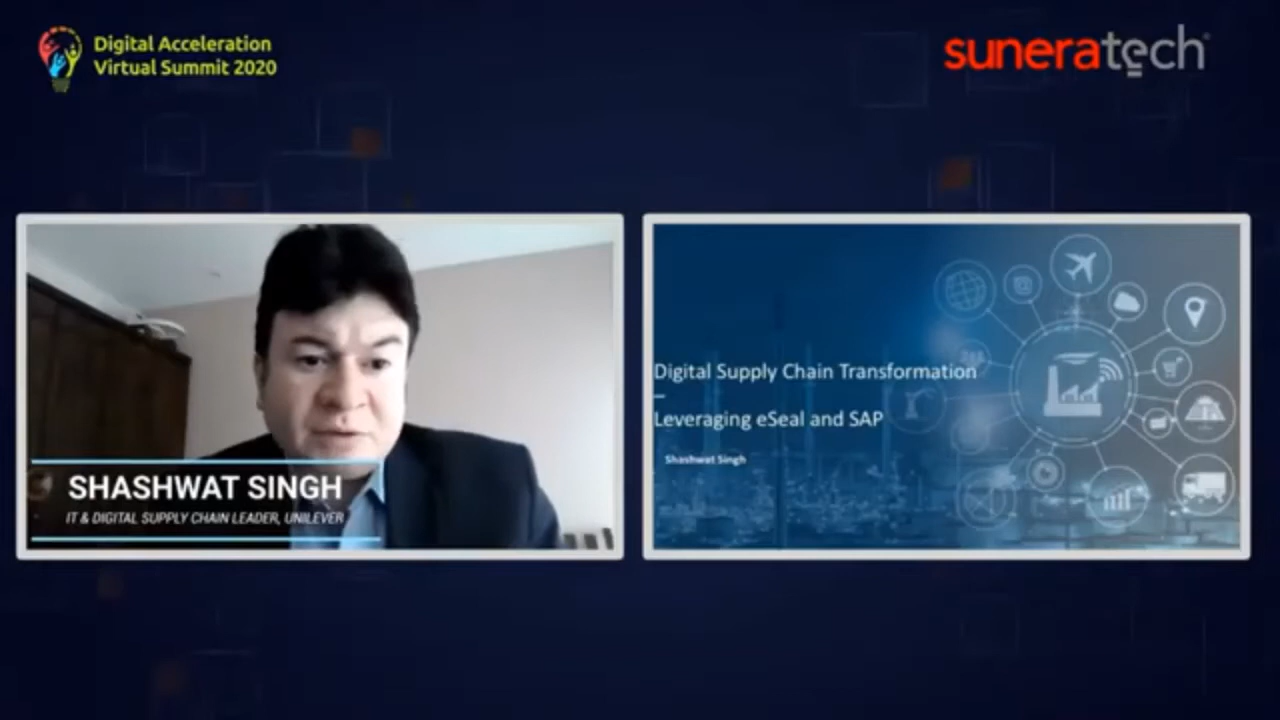 Digital Acceleration
Virtual Summit 2020
suneratech
SHASHWAT SINGH
IT & DIGITAL SUPPLY CHAIN LEADER, UNILEVER
Digital Supply Chain Transformation
–
Leveraging eSeal and SAP
Shashwat Singh